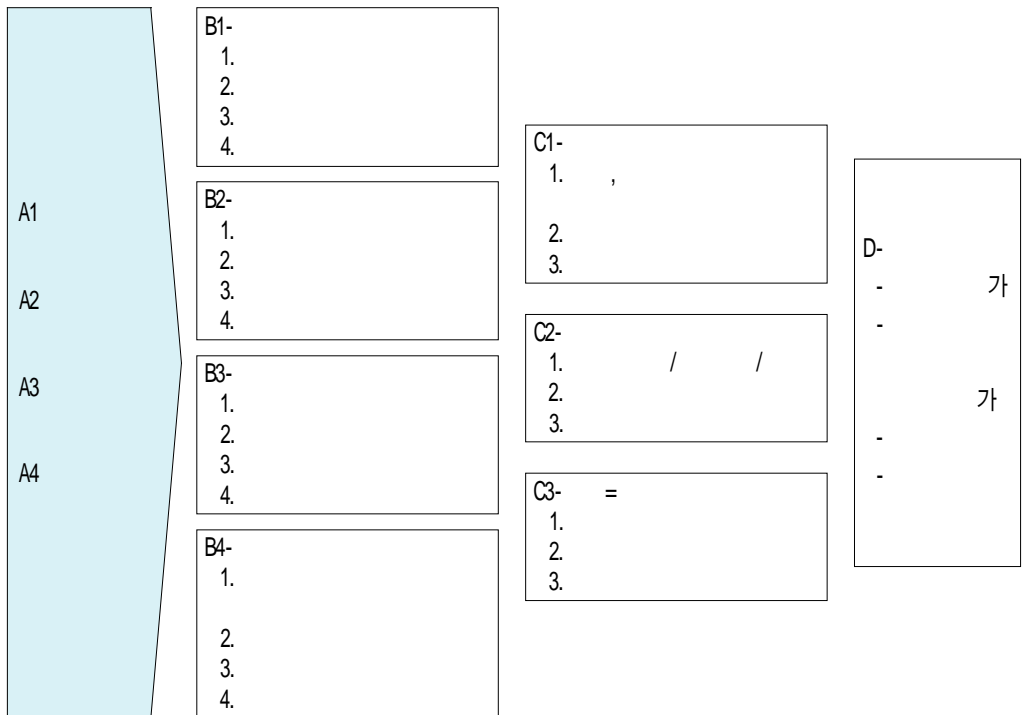 A1
A2
A3
A4
B1-
1.
2.
3.
4.
B2-
1.
2.
3.
4.
B3-
1.
2.
3.
4.
B4-
1.
2.
3.
4.
C1-
1. ,
2.
3.
C2-
1. / /
2.
3.
C3- =
1.
2.
3.
D-
- 가
-
가
-
-